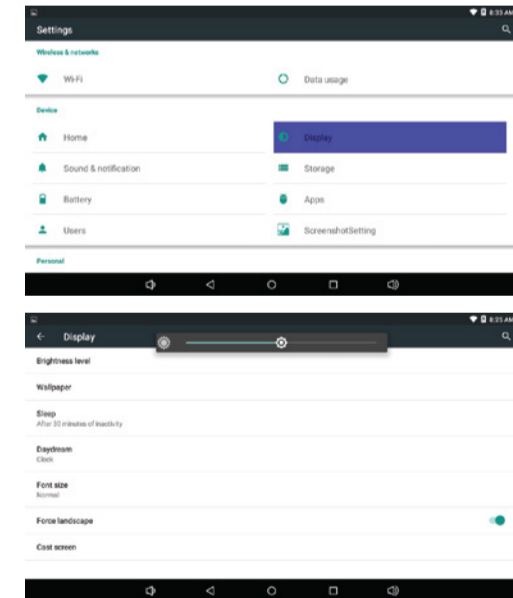 8:33 AM
Settings
Wireless & networks
Wi-Fi
Data usage
Device
Home
Display
Sound & notification
Storage
Battery
Apps
Users
ScreenshotSetting
Personal
8:25 AM
Display
Brightness level
Wallpaper
Sleep
After 30 minutes of inactivity
Daydream
Clock
Font size
Normal
Force landscape
Cast screen